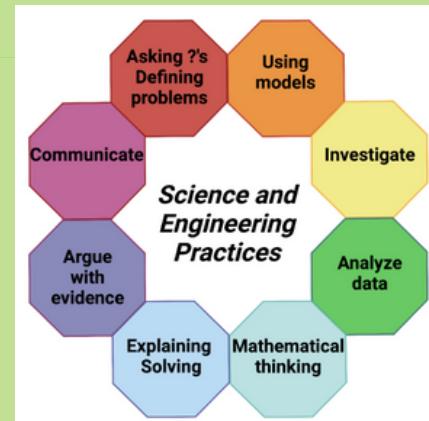 Asking ?'s
Defining
problems
Using
models
Communicate
Investigate
Science and
Engineering
Practices
Argue
with
evidence
Analyze
data
Explaining
Solving
Mathematical
thinking